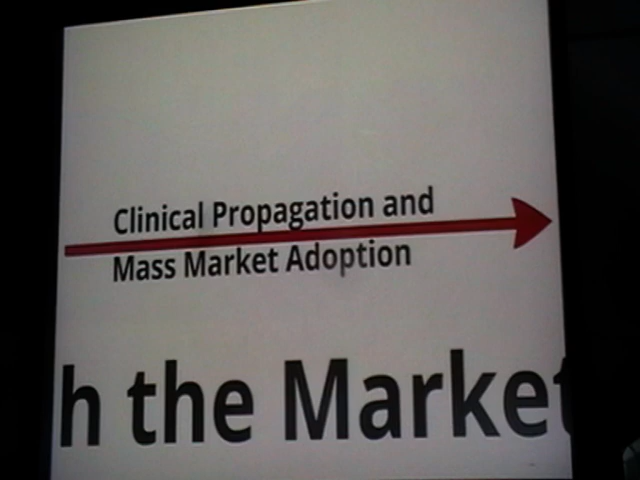 Clinical Propagation and
Mass Market Adoption
h the Market